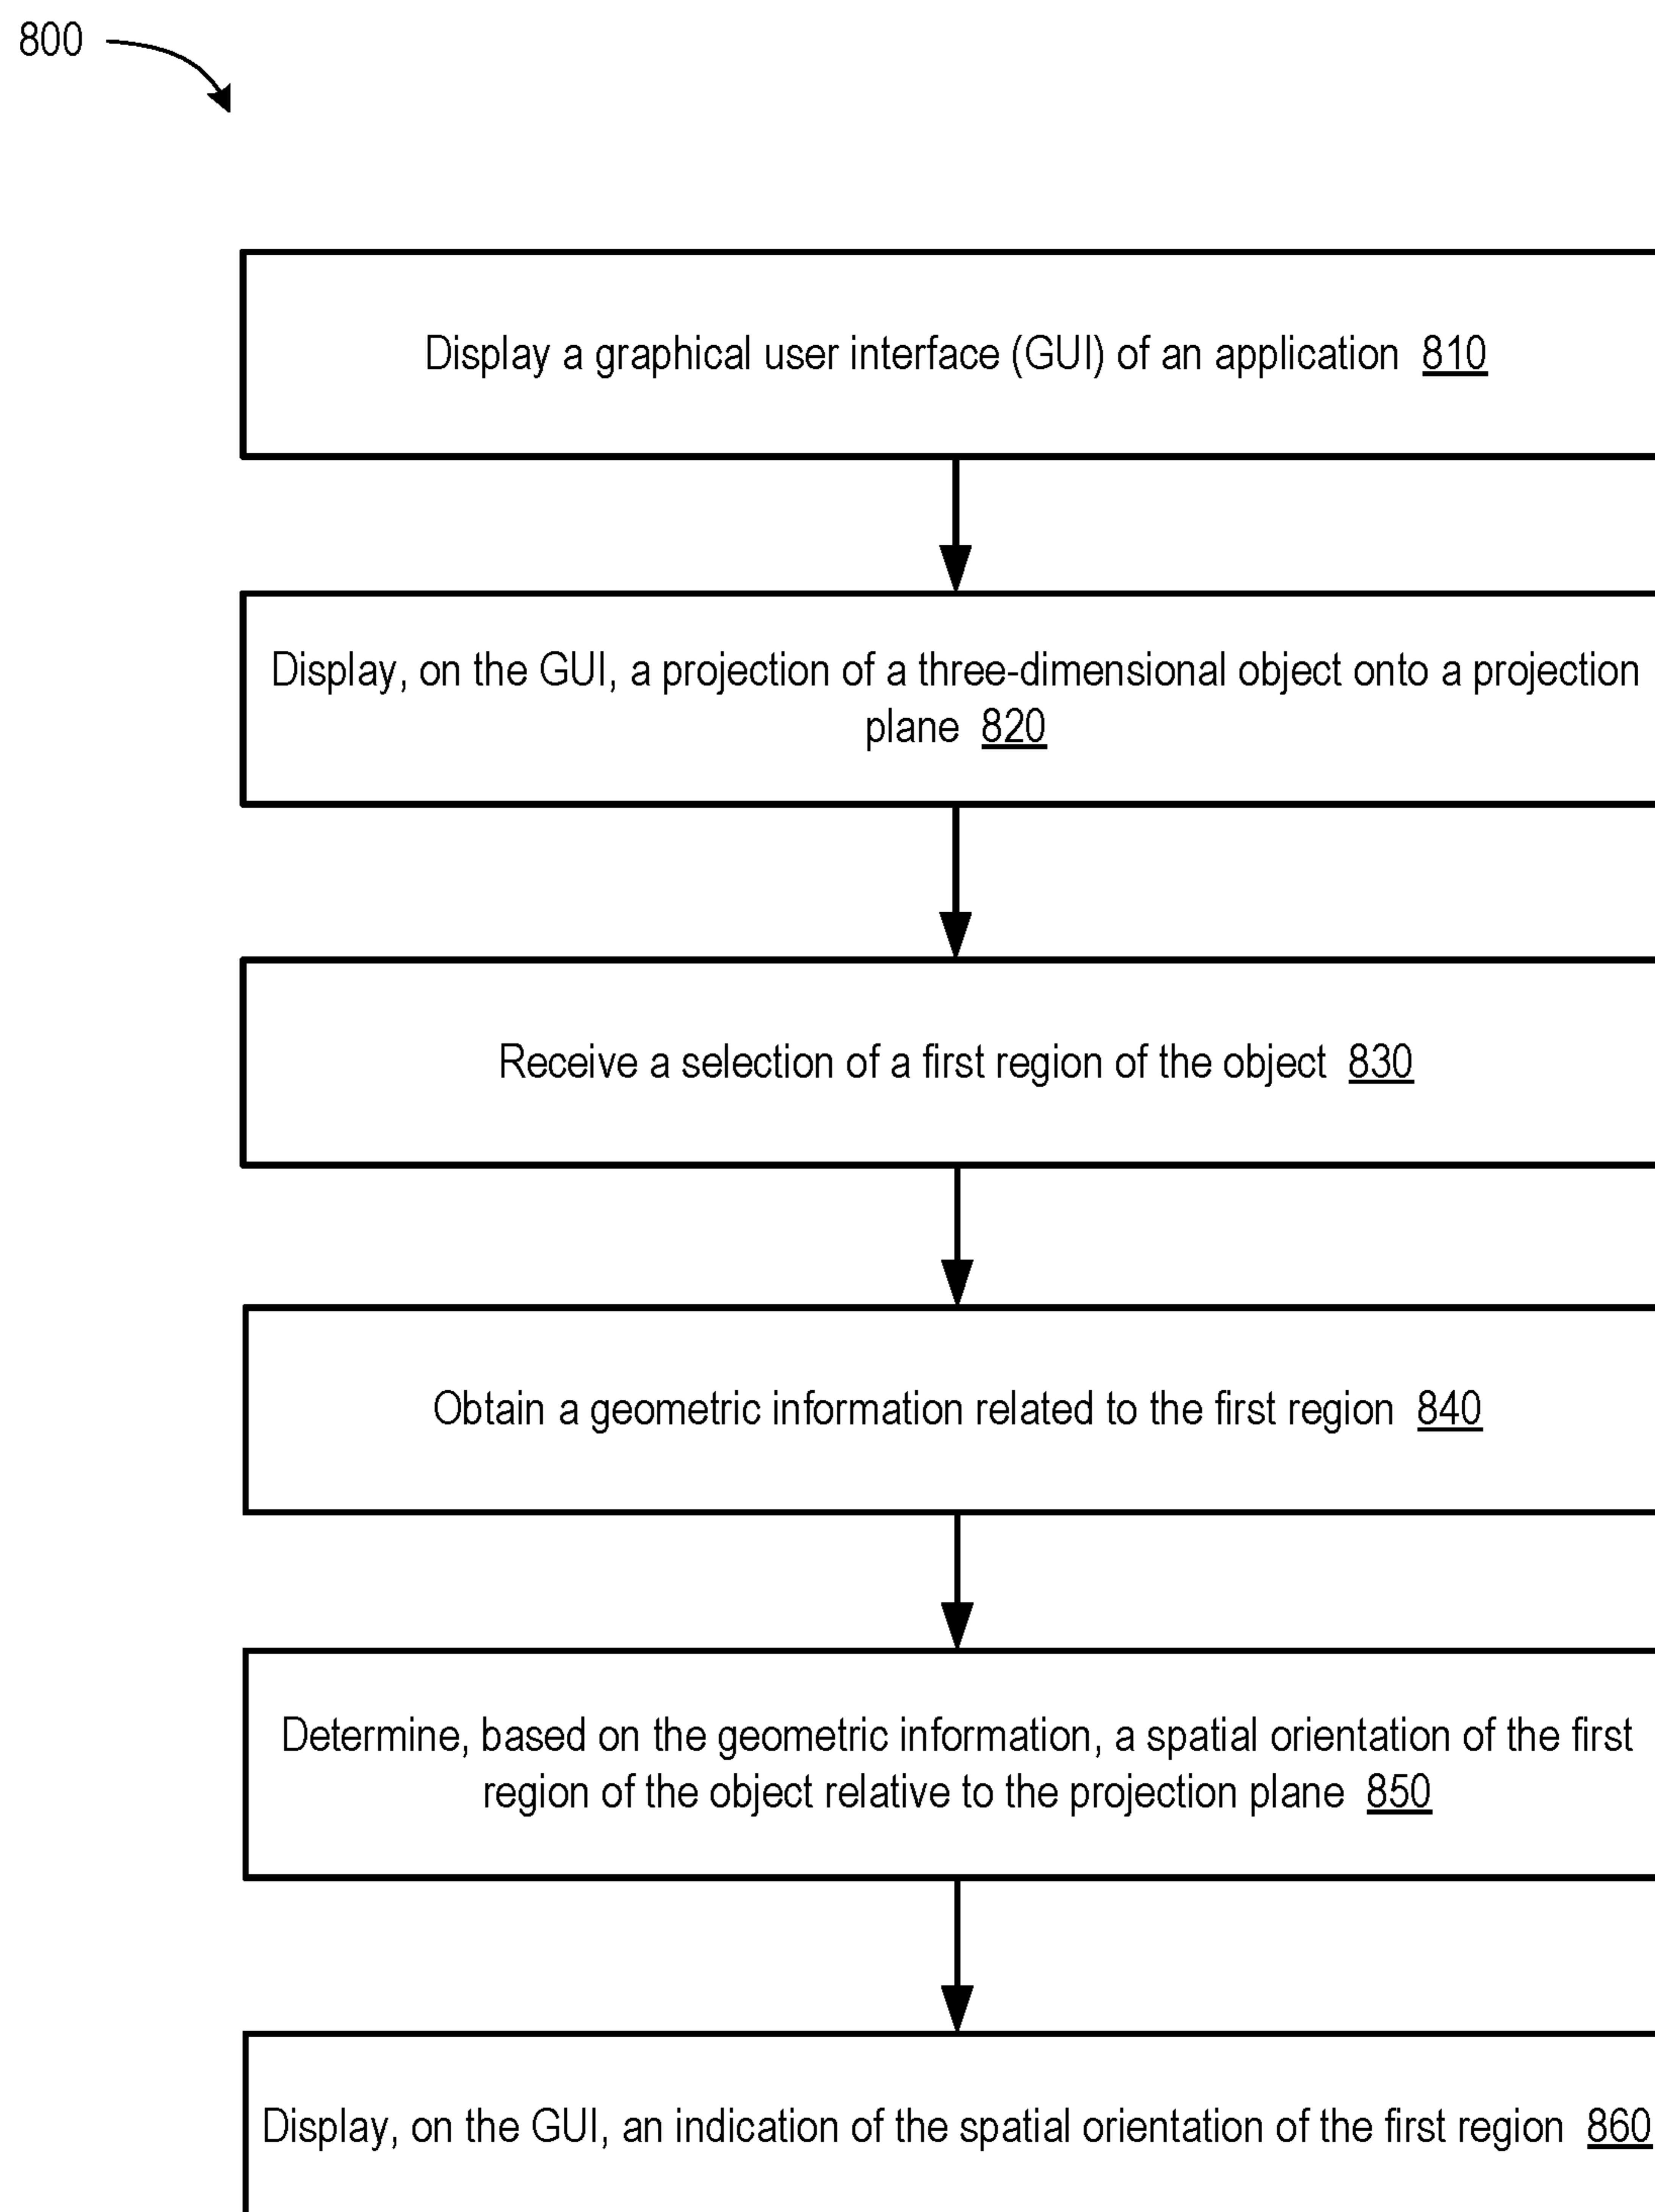 800
Display a graphical user interface (GUI) of an application 810
Display, on the GUI, a projection of a three-dimensional object onto a projection
plane 820
Receive a selection of a first region of the object 830
Obtain a geometric information related to the first region 840
Determine, based on the geometric information, a spatial orientation of the first
region of the object relative to the projection plane 850
Display, on the GUI, an indication of the spatial orientation of the first region 860